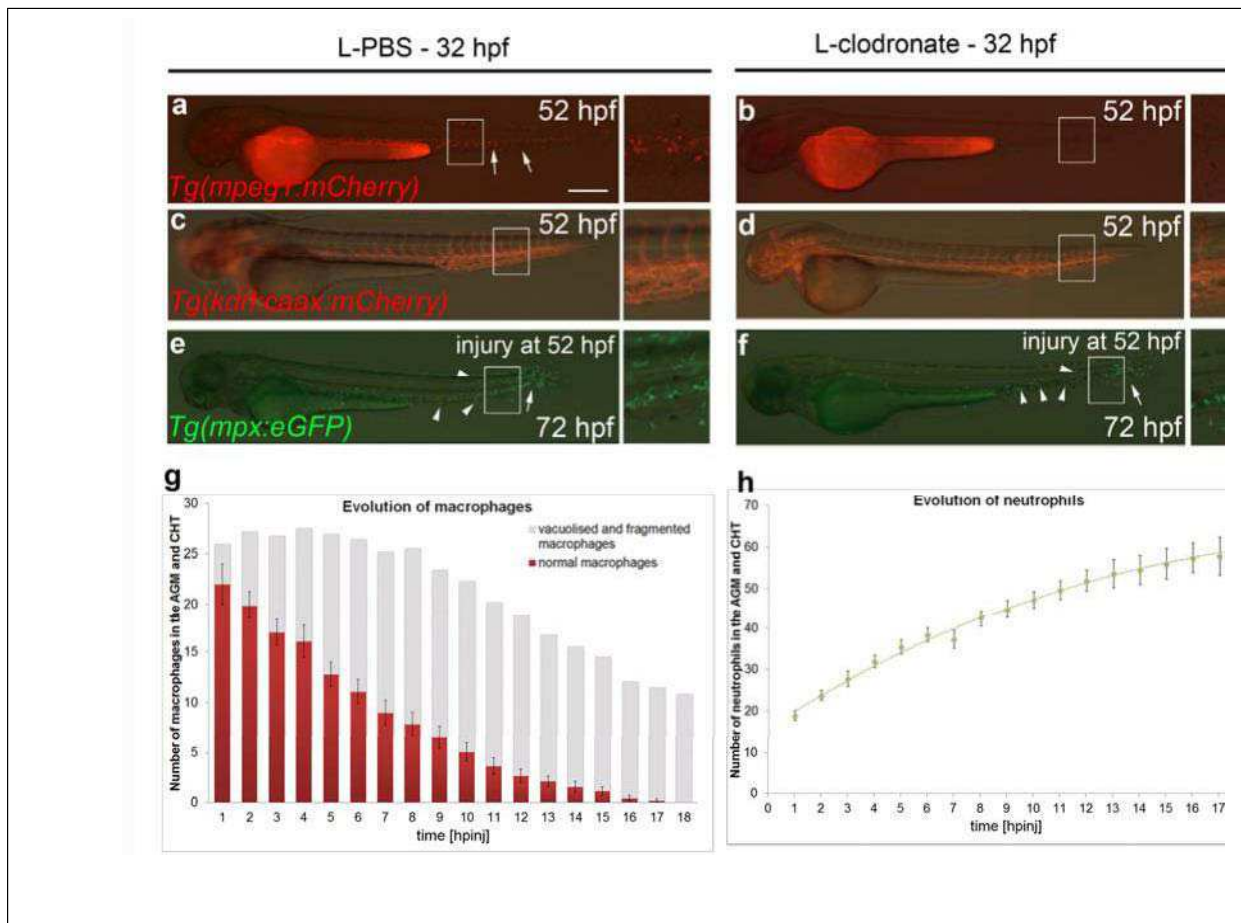 L-PBS - 32 hpf
L-clodronate - 32 hpf
a
52 hpf
Tg(mpeg1:mCherry)
b
52 hpf
c
52 hpf
Tg(kdrl:caax:mCherry)
d
52 hpf
e
injury at 52 hpf
72 hpf
Tg(mpx:eGFP)
f
injury at 52 hpf
72 hpf
g
Evolution of macrophages
vacuolised and fragmented
macrophages
normal macrophages
Number of macrophages in the AGM and CHT
30
25
20
15
10
5
0
1 2 3 4 5 6 7 8 9 10 11 12 13 14 15 16 17 18
time [hpinj]
h
Evolution of neutrophils
Number of neutrophils in the AGM and CHT
70
60
50
40
30
20
10
0
0 1 2 3 4 5 6 7 8 9 10 11 12 13 14 15 16 17
time [hpinj]